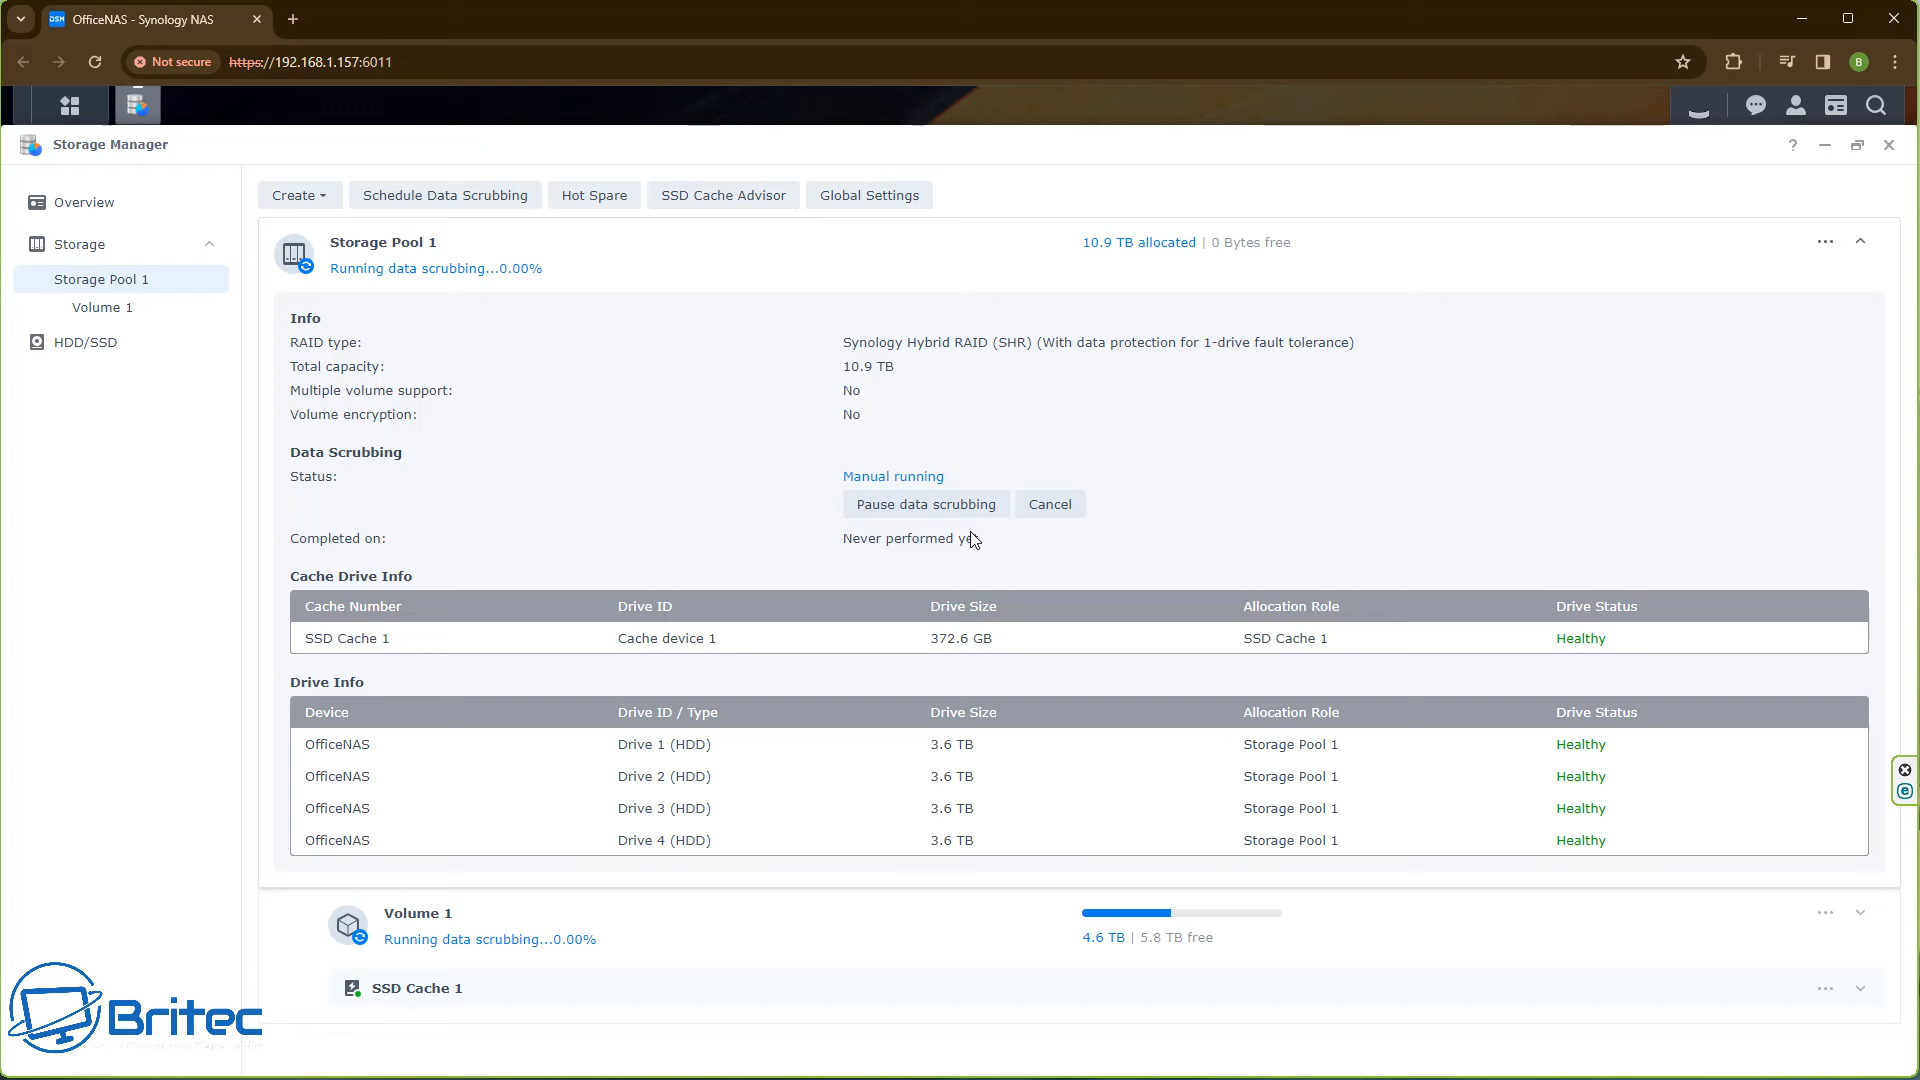 OfficeNAS - Synology NAS
Not secure https://192.168.1.157:6011
B
Storage Manager
Overview
Storage
Storage Pool 1
Volume 1
HDD/SSD
Create Schedule Data Scrubbing Hot Spare SSD Cache Advisor Global Settings
Storage Pool 1 10.9 TB allocated | 0 Bytes free
Running data scrubbing...0.00%
Info
RAID type: Synology Hybrid RAID (SHR) (With data protection for 1-drive fault tolerance)
Total capacity: 10.9 TB
Multiple volume support: No
Volume encryption: No
Data Scrubbing
Status: Manual running
Pause data scrubbing Cancel
Completed on: Never performed
Cache Drive Info
Cache Number Drive ID Drive Size Allocation Role Drive Status
SSD Cache 1 Cache device 1 372.6 GB SSD Cache 1 Healthy
Drive Info
Device Drive ID / Type Drive Size Allocation Role Drive Status
OfficeNAS Drive 1 (HDD) 3.6 TB Storage Pool 1 Healthy
OfficeNAS Drive 2 (HDD) 3.6 TB Storage Pool 1 Healthy
OfficeNAS Drive 3 (HDD) 3.6 TB Storage Pool 1 Healthy
OfficeNAS Drive 4 (HDD) 3.6 TB Storage Pool 1 Healthy
Volume 1
Running data scrubbing...0.00% 4.6 TB | 5.8 TB free
SSD Cache 1
Britec